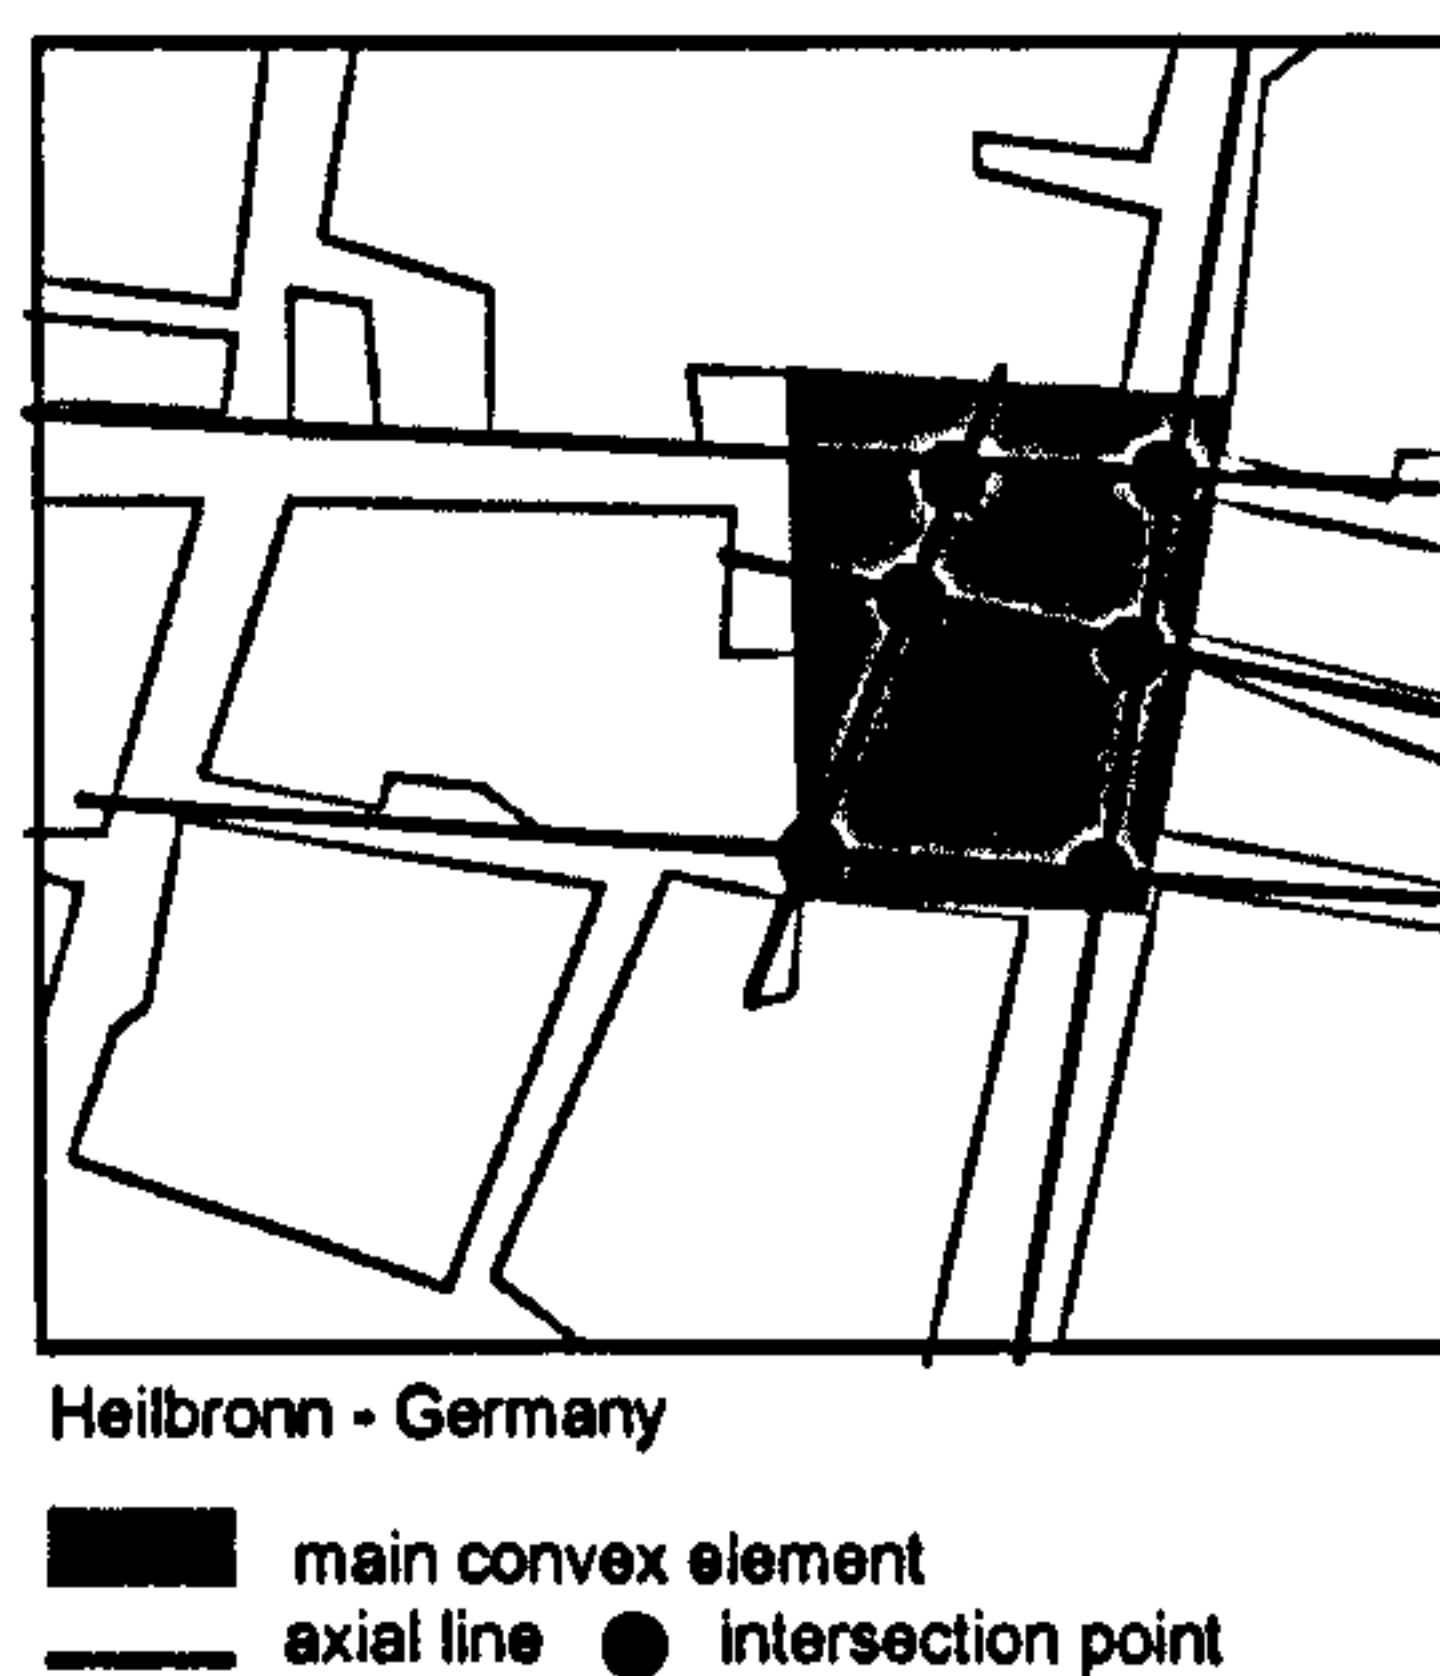 Heilbronn - Germany
main convex element
axial line intersection point